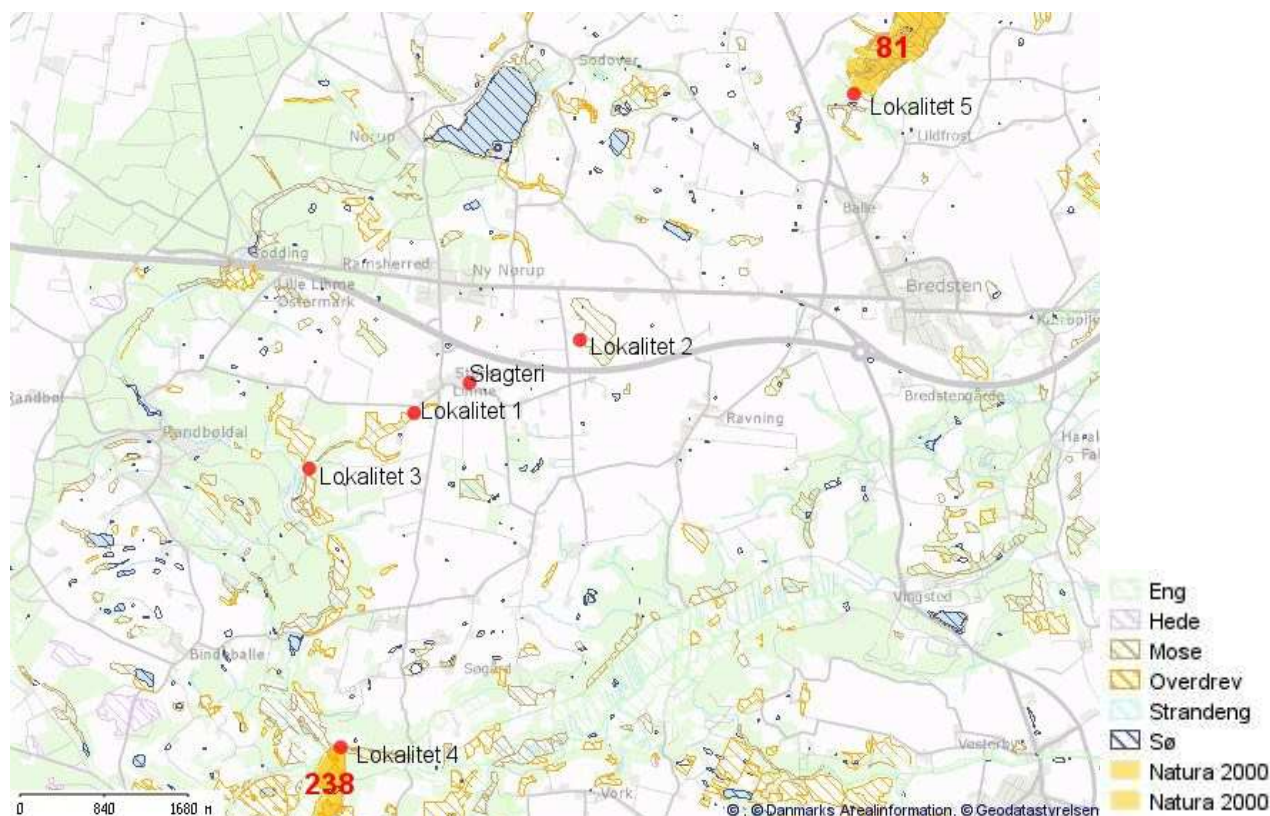 81
Sodover
Lokalitet 5
Norup
Lildfrost
Balle
Sodding
Ramsherred
Ny Nørup
Bredsten
Lille Lihme
Østermark
Lokalitet 2
Slagteri
Lihme
Randbøl
Bredstengårde
Lokalitet 1
Ravning
Randbøldal
Lokalitet 3
Vingsted
Eng
Hede
Mose
Bindeballe
Søgård
Overdrev
Strandeng
Lokalitet 4
Vesterby
Sø
238
Natura 2000
Vork
Natura 2000
0 840 1680 M
© , © Danmarks Arealinformation, © Geodatastyrelsen